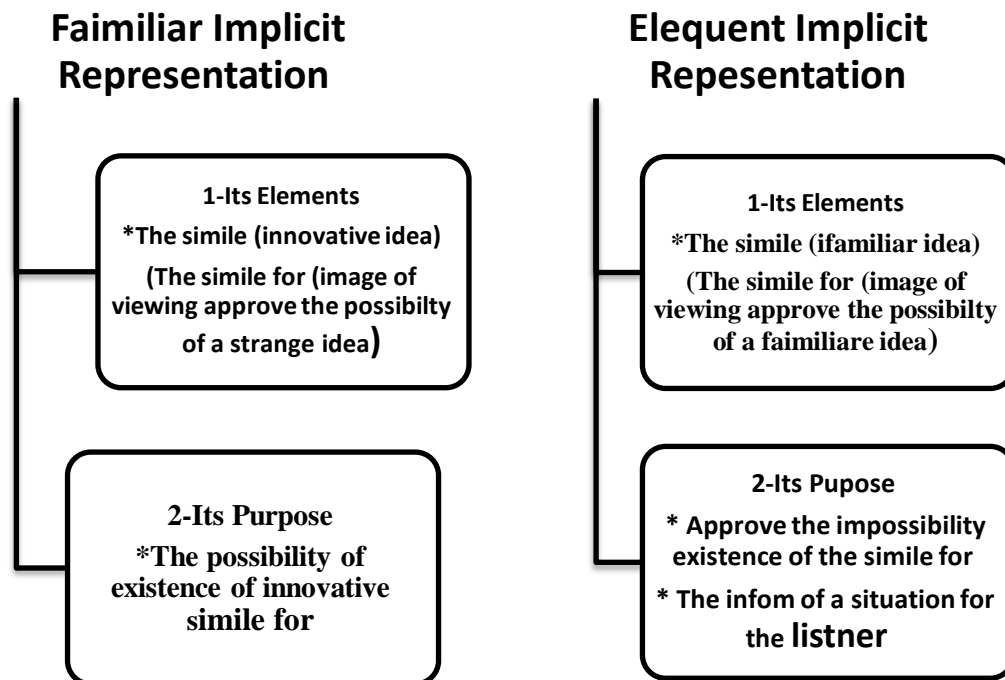 Faimiliar Implicit
Representation
1-Its Elements
*The simile (innovative idea)
(The simile for (image of
viewing approve the possibilty
of a strange idea)
2-Its Purpose
*The possibility of
existence of innovative
simile for
Elequent Implicit
Repesentation
1-Its Elements
*The simile (ifamiliar idea)
(The simile for (image of
viewing approve the possibilty
of a faimiliare idea)
2-Its Pupose
* Approve the impossibility
existence of the simile for
* The infom of a situation for
the listner